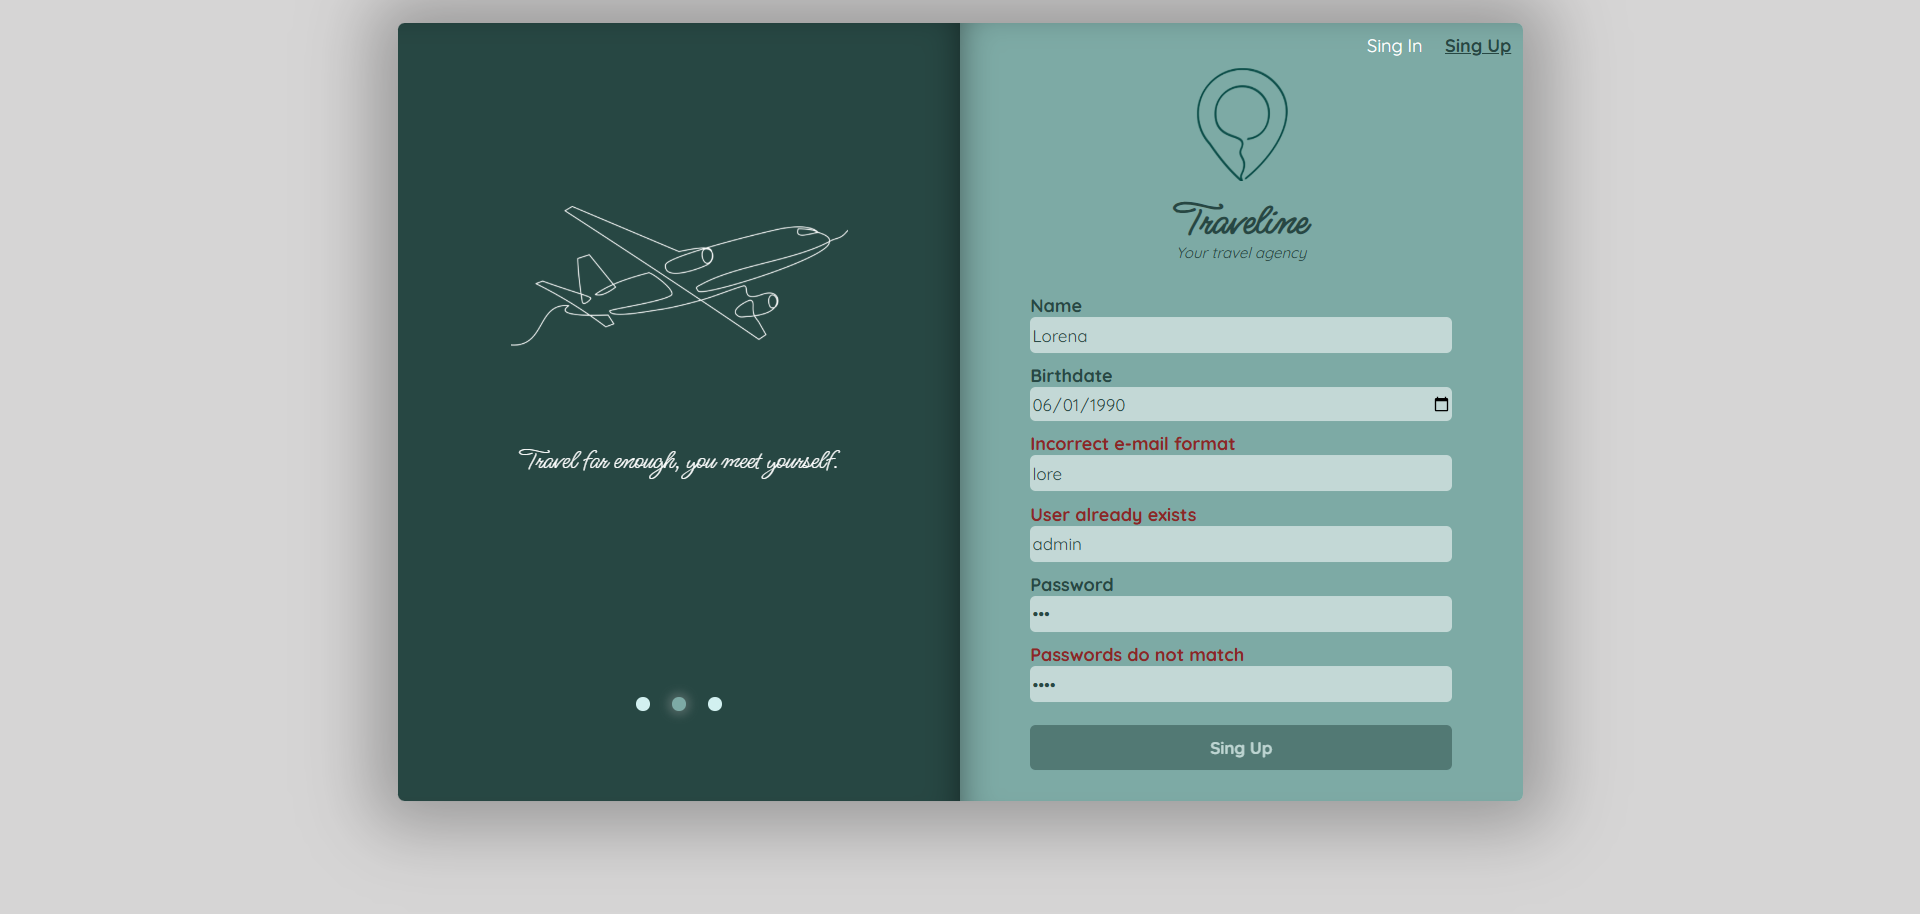 Travel far enough, you meet yourself.
Sing In Sing Up
Traveline
Your travel agency
Name
Lorena
Birthdate
06/01/1990
Incorrect e-mail format
lore
User already exists
admin
Password
•••
Passwords do not match
••••
Sing Up